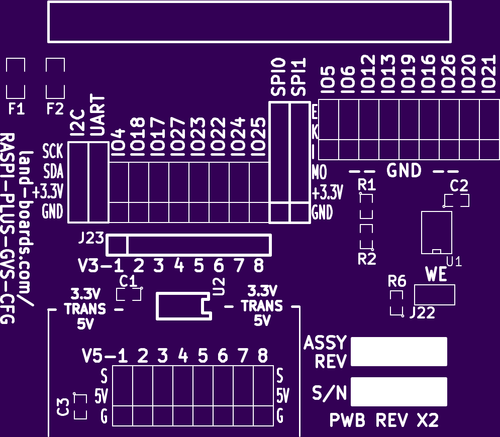 F1
F2
I2C
UART
IO4
IO18
IO17
IO27
IO23
IO22
IO24
IO25
SPI0
SPI1
IO5
IO6
IO12
IO13
IO19
IO16
IO26
IO20
IO21
SCK
SDA
+3.3V
GND
E
K
I
MO
+3.3V
GND
-- GND --
land-boards.com/
RASPI-PLUS-GVS-CFG
R1
R2
C2
U1
J23
V3-1 2 3 4 5 6 7 8
C1
U2
3.3V
TRANS
5V
3.3V
TRANS
5V
WE
R6
J22
V5-1 2 3 4 5 6 7 8
S
5V
G
S
5V
G
C3
ASSY
REV
S/N
PWB REV X2